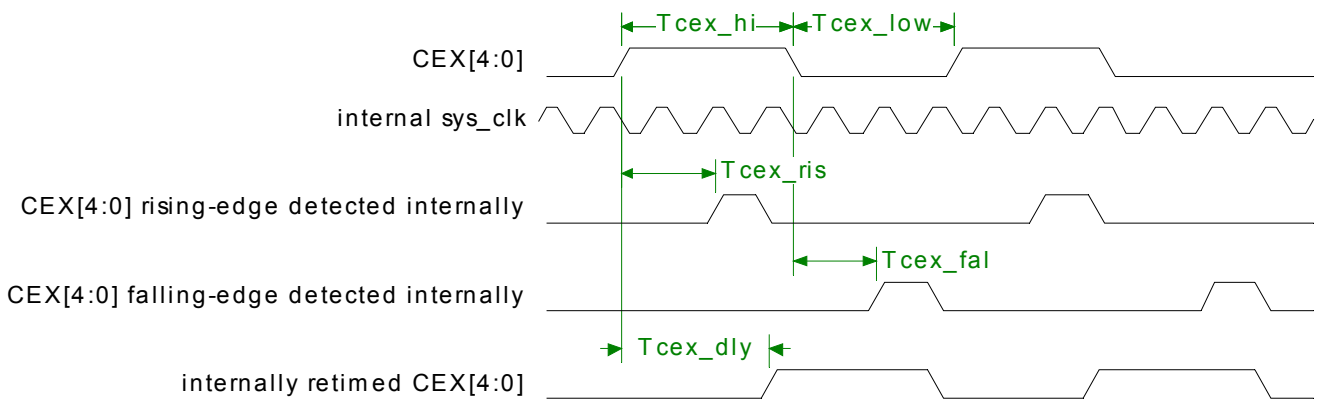 Tcex_hi Tcex_low
CEX[4:0]
internal sys_clk
Tcex_ris
CEX[4:0] rising-edge detected internally
Tcex_fal
CEX[4:0] falling-edge detected internally
Tcex_dly
internally retimed CEX[4:0]